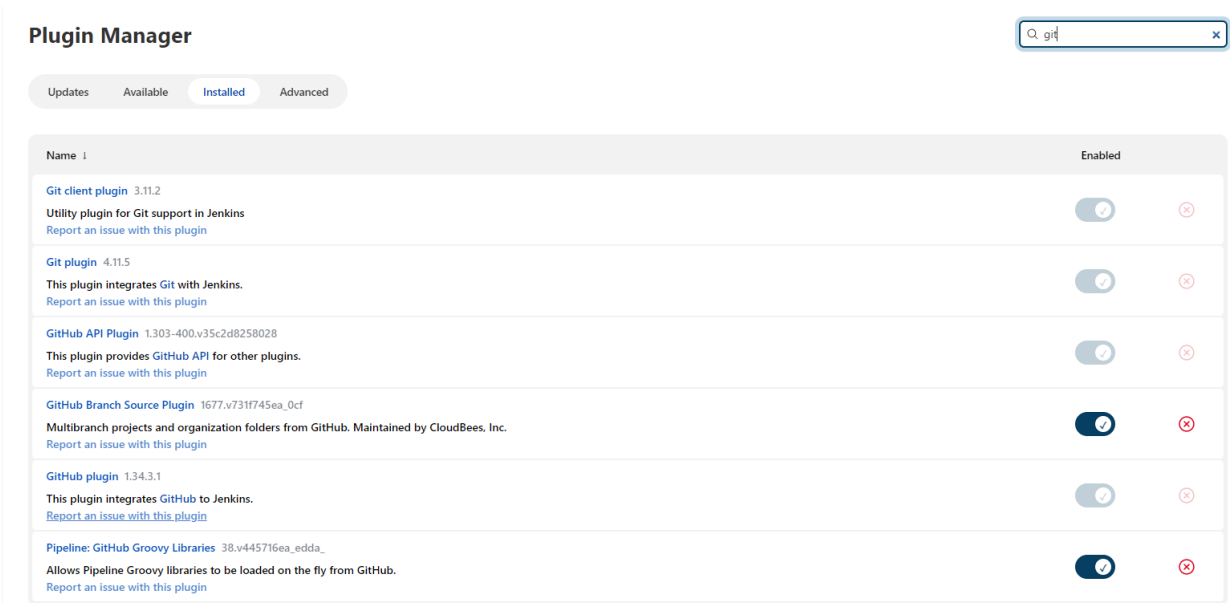 Plugin Manager
git
Updates Available Installed Advanced
Name ↓ Enabled
Git client plugin 3.11.2
Utility plugin for Git support in Jenkins
Report an issue with this plugin
Git plugin 4.11.5
This plugin integrates Git with Jenkins.
Report an issue with this plugin
GitHub API Plugin 1.303-400.v35c2d8258028
This plugin provides GitHub API for other plugins.
Report an issue with this plugin
GitHub Branch Source Plugin 1677.v731f745ea_0cf
Multibranch projects and organization folders from GitHub. Maintained by CloudBees, Inc.
Report an issue with this plugin
GitHub plugin 1.34.3.1
This plugin integrates GitHub to Jenkins.
Report an issue with this plugin
Pipeline: GitHub Groovy Libraries 38.v445716ea_edda_
Allows Pipeline Groovy libraries to be loaded on the fly from GitHub.
Report an issue with this plugin